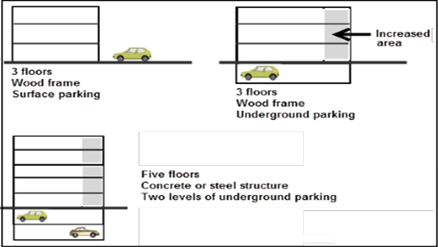 Increased
area
3 floors
Wood frame
Surface parking
3 floors
Wood frame
Underground parking
Five floors
Concrete or steel structure
Two levels of underground parking